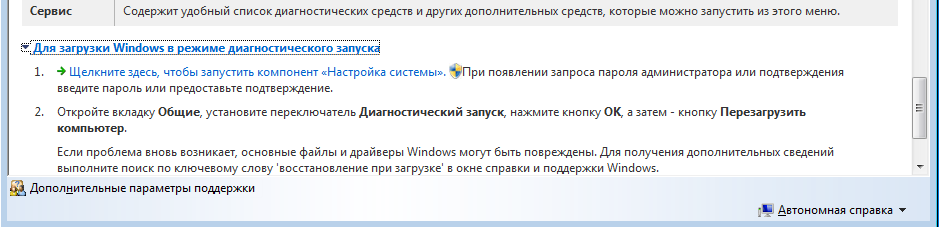 Сервис Содержит удобный список диагностических средств и других дополнительных средств, которые можно запустить из этого меню.
Для загрузки Windows в режиме диагностического запуска
1. Щелкните здесь, чтобы запустить компонент «Настройка системы». При появлении запроса пароля администратора или подтверждения
введите пароль или предоставьте подтверждение.
2. Откройте вкладку Общие, установите переключатель Диагностический запуск, нажмите кнопку ОК, а затем - кнопку Перезагрузить
компьютер.
Если проблема вновь возникает, основные файлы и драйверы Windows могут быть повреждены. Для получения дополнительных сведений
выполните поиск по ключевому слову 'восстановление при загрузке' в окне справки и поддержки Windows.
Дополнительные параметры поддержки
Автономная справка